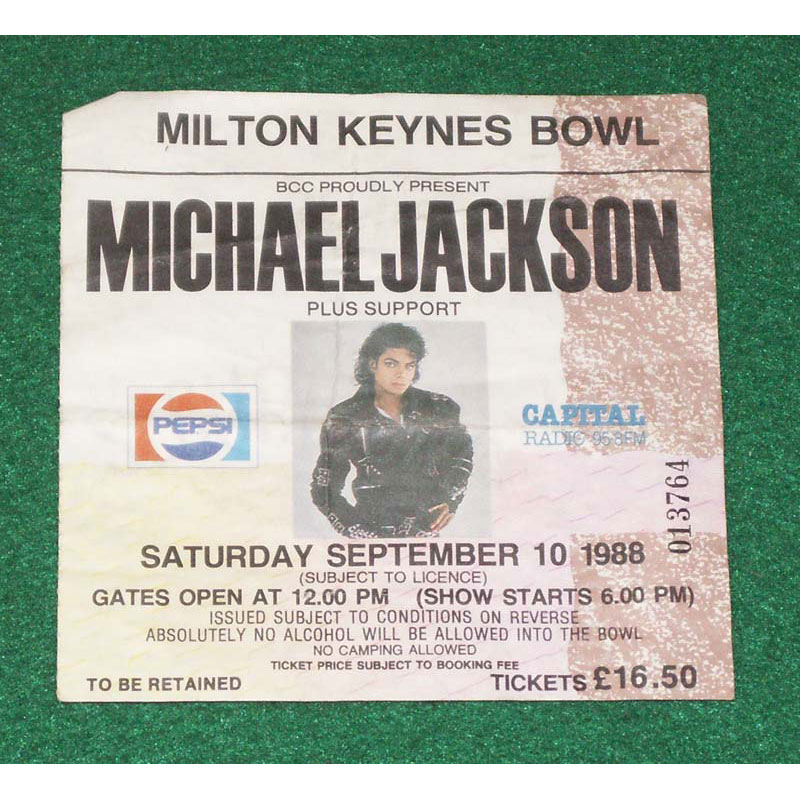 MILTON KEYNES BOWL
BCC PROUDLY PRESENT
MICHAEL JACKSON
PLUS SUPPORT
PEPSI
CAPITAL
RADIO 95·8FM
013764
SATURDAY SEPTEMBER 10 1988
(SUBJECT TO LICENCE)
GATES OPEN AT 12.00 PM (SHOW STARTS 6.00 PM)
ISSUED SUBJECT TO CONDITIONS ON REVERSE
ABSOLUTELY NO ALCOHOL WILL BE ALLOWED INTO THE BOWL
NO CAMPING ALLOWED
TICKET PRICE SUBJECT TO BOOKING FEE
TO BE RETAINED TICKETS £16.50